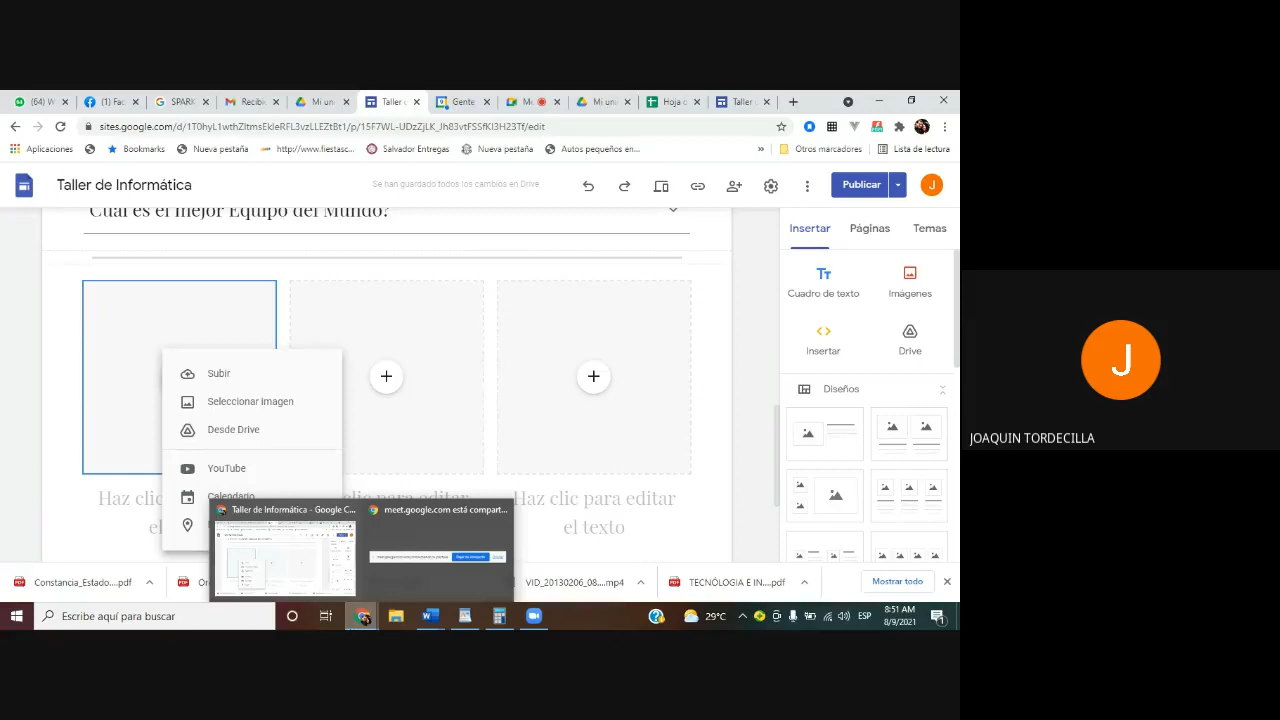 (64) W
(1) Fac
SPARK
Recibi
Mi uni
Taller d
Gente
Me
Mi uni
Hoja d
Taller d
sites.google.com/d/1T0hyL1wthZItmsEkleRFL3vzLLEZtBt1/p/15F7WL-UDzZjLK_Jh83vtFSSfKI3H23Tf/edit
Aplicaciones
Bookmarks
Nueva pestaña
http://www.fiestasc...
Salvador Entregas
Nueva pestaña
Autos pequeños en...
»
Otros marcadores
Lista de lectura
Taller de Informática
Se han guardado todos los cambios en Drive
Publicar
J
Cual es el mejor Equipo del Mundo?
Insertar
Páginas
Temas
Cuadro de texto
Imágenes
Insertar
Drive
Diseños
Subir
Seleccionar imagen
Desde Drive
YouTube
Calendario
Haz clic para editar
el texto
Haz clic para editar
el texto
Taller de Informática - Google C...
meet.google.com está compart...
Constancia_Estado....pdf
VID_20130206_08....mp4
TECNÓLOGIA E IN....pdf
Mostrar todo
Escribe aquí para buscar
29°C
ESP
8:51 AM
8/9/2021
J
JOAQUIN TORDECILLA